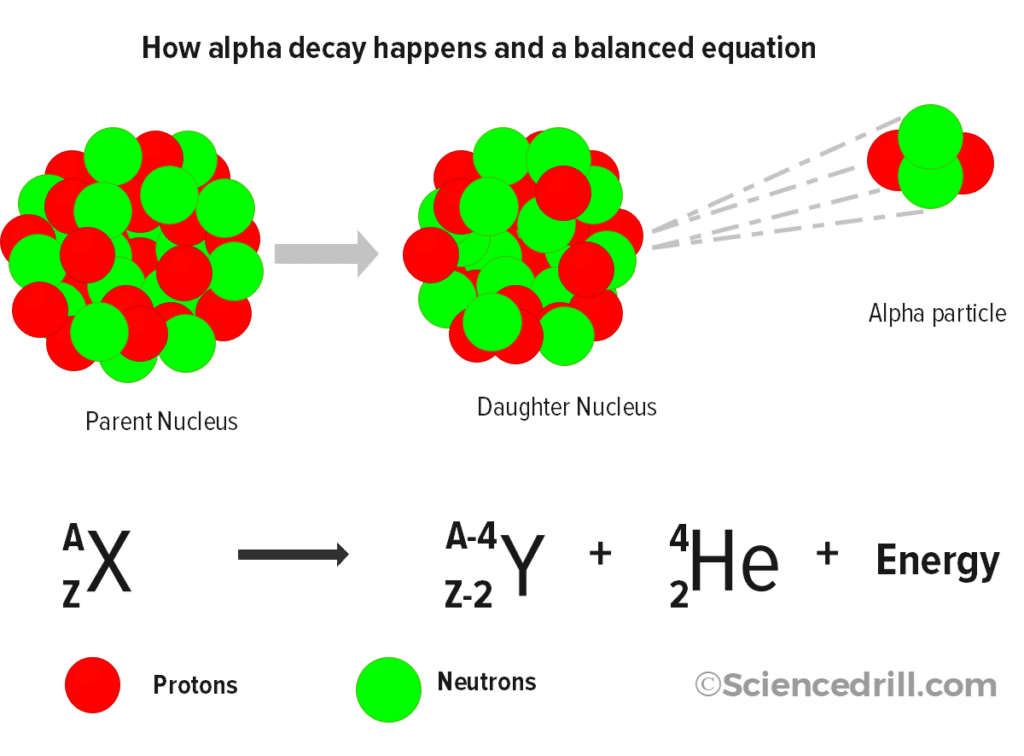 How alpha decay happens and a balanced equation
Alpha particle
Parent Nucleus
Daughter Nucleus
A Z X → A-4 Z-2 Y + 4 2 He + Energy
Protons
Neutrons
©Sciencedrill.com